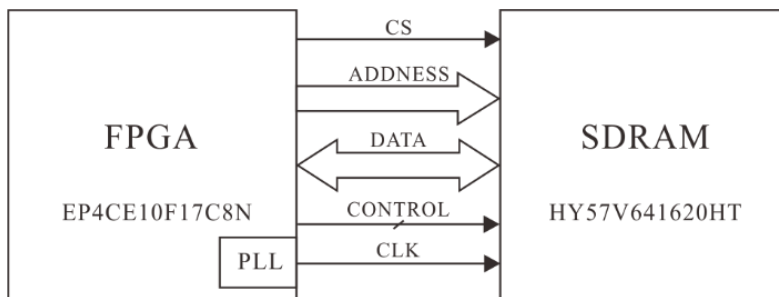 CS
ADDNESS
FPGA
DATA
SDRAM
EP4CE10F17C8N
CONTROL
HY57V641620HT
PLL
CLK